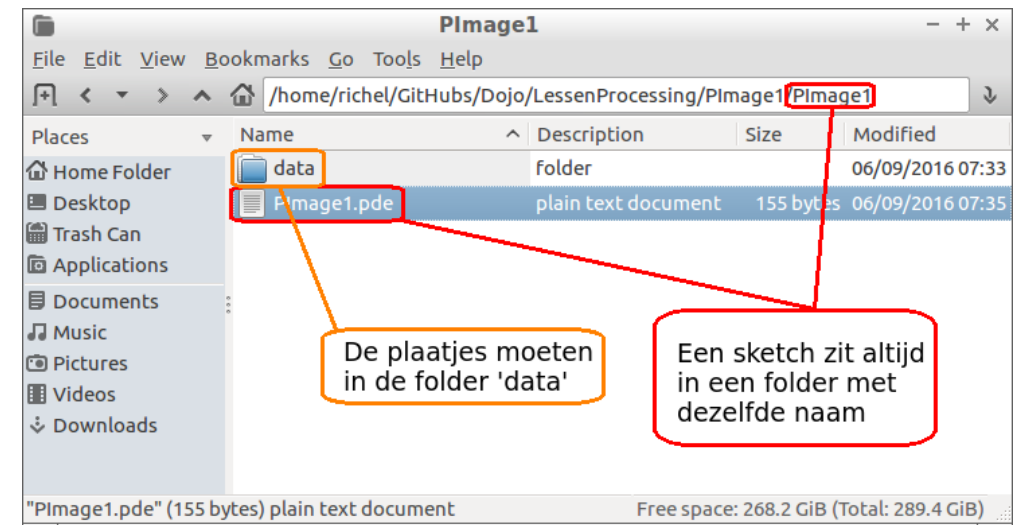 PImage1
File Edit View Bookmarks Go Tools Help
/home/richel/GitHubs/Dojo/LessenProcessing/PImage1/PImage1
Places
Name Description Size Modified
Home Folder
data folder 06/09/2016 07:33
Desktop
PImage1.pde plain text document 155 bytes 06/09/2016 07:35
Trash Can
Applications
Documents
Music
Pictures
Videos
Downloads
De plaatjes moeten
in de folder 'data'
Een sketch zit altijd
in een folder met
dezelfde naam
"PImage1.pde" (155 bytes) plain text document Free space: 268.2 GiB (Total: 289.4 GiB)